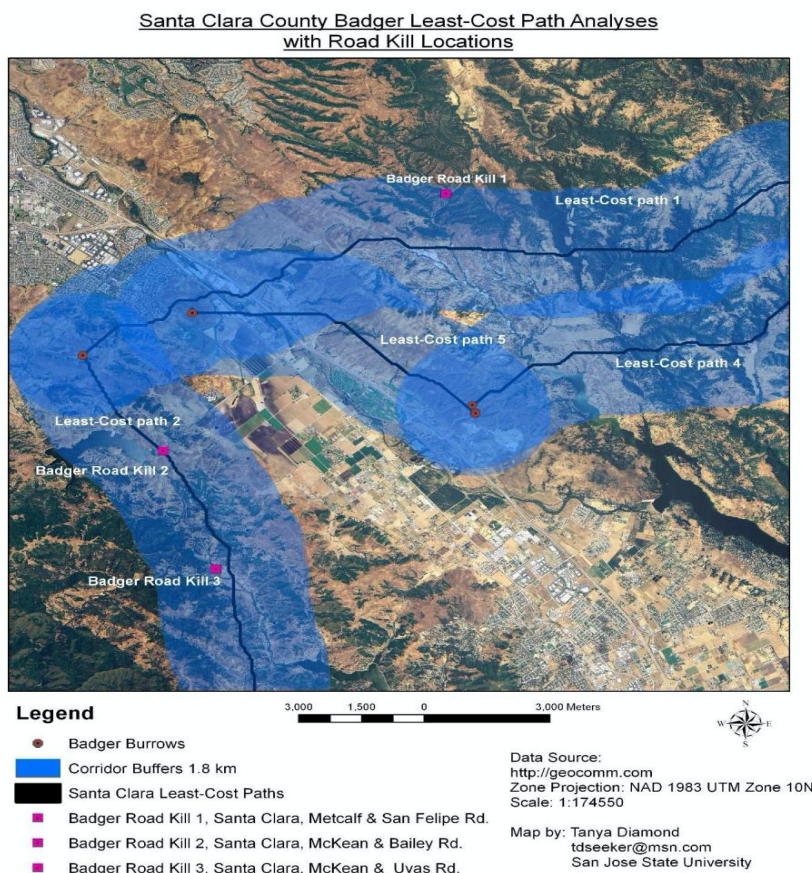 Santa Clara County Badger Least-Cost Path Analyses
with Road Kill Locations
Badger Road Kill 1
Least-Cost path 1
Least-Cost path 5
Least-Cost path 4
Least-Cost path 2
Badger Road Kill 2
Badger Road Kill 3
Legend
Badger Burrows
Corridor Buffers 1.8 km
Santa Clara Least-Cost Paths
Badger Road Kill 1, Santa Clara, Metcalf & San Felipe Rd.
Badger Road Kill 2, Santa Clara, McKean & Bailey Rd.
Badger Road Kill 3, Santa Clara, McKean & Uvas Rd.
3,000 1,500 0 3,000 Meters
N
W E
S
Data Source:
http://geocomm.com
Zone Projection: NAD 1983 UTM Zone 10N
Scale: 1:174550
Map by: Tanya Diamond
tdseeker@msn.com
San Jose State University